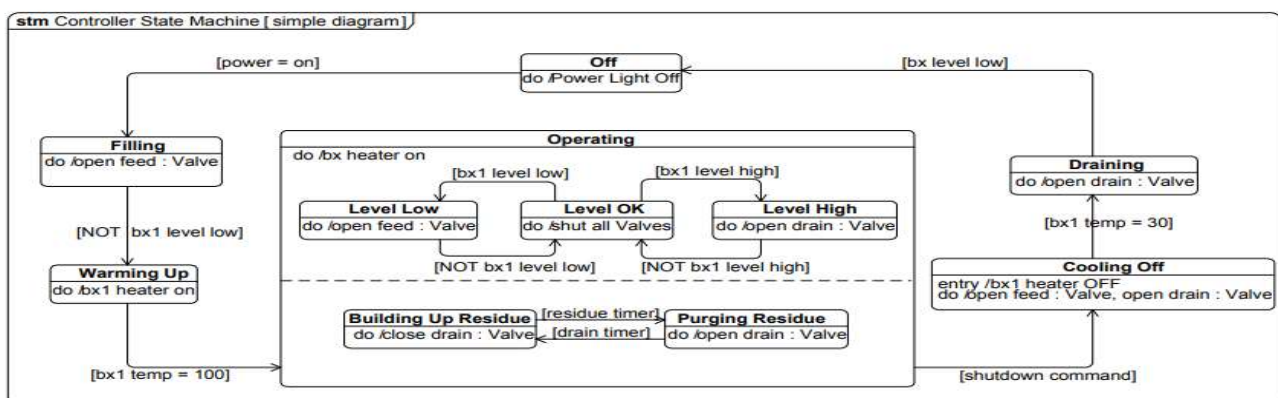 stm Controller State Machine [ simple diagram]
Off
do /Power Light Off
[power = on]
[bx level low]
Filling
do /open feed : Valve
[NOT bx1 level low]
Warming Up
do /bx1 heater on
[bx1 temp = 100]
Operating
do /bx heater on
[bx1 level low]
[bx1 level high]
Level Low
do /open feed : Valve
Level OK
do /shut all Valves
Level High
do /open drain : Valve
[NOT bx1 level low]
[NOT bx1 level high]
Building Up Residue
do /close drain : Valve
[residue timer]
[drain timer]
Purging Residue
do /open drain : Valve
[shutdown command]
Cooling Off
entry /bx1 heater OFF
do /open feed : Valve, open drain : Valve
[bx1 temp = 30]
Draining
do /open drain : Valve